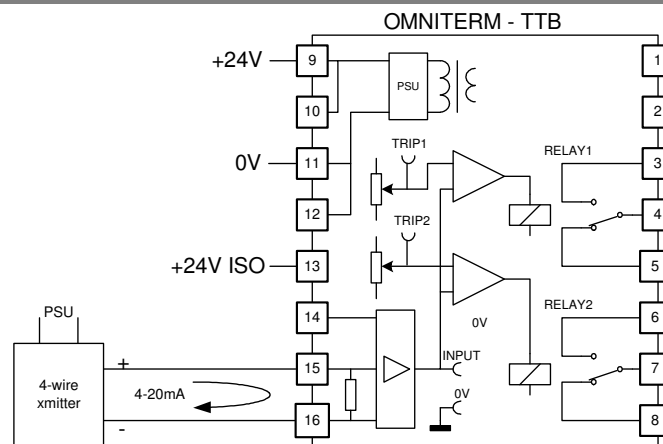 OMNITERM - TTB
+24V
9
PSU
1
10
2
0V
11
TRIP1
RELAY1
3
12
4
TRIP2
+24V ISO
13
5
PSU
14
0V
RELAY2
6
+
15
INPUT
7
4-wire
xmitter
4-20mA
0V
-
16
8